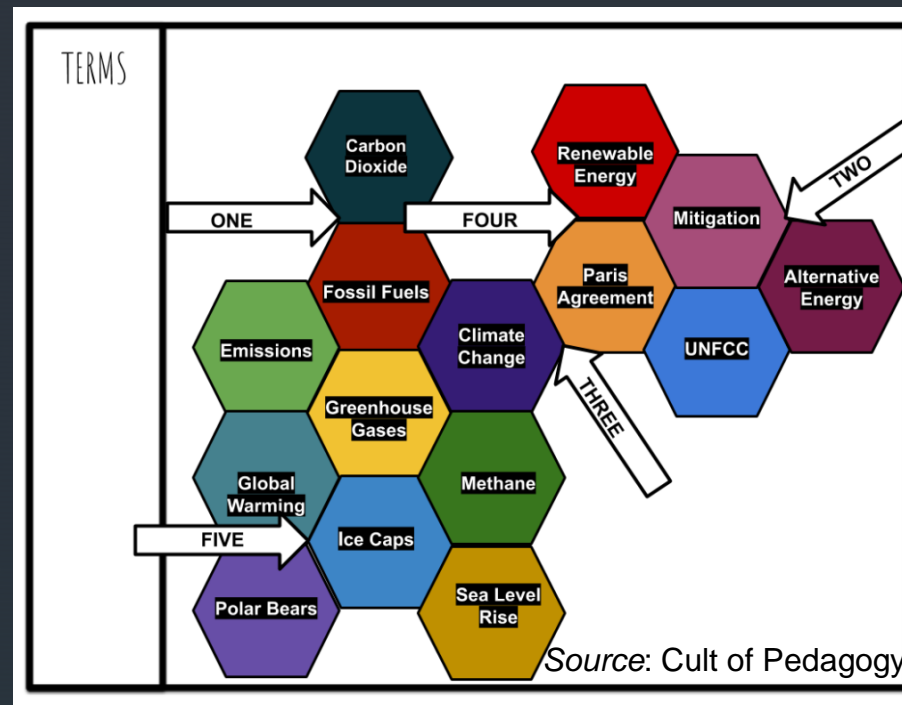 TERMS
Carbon
Dioxide
Renewable
Energy
TWO
ONE
FOUR
Mitigation
Fossil Fuels
Paris
Agreement
Alternative
Energy
Emissions
Climate
Change
UNFCC
THREE
Greenhouse
Gases
Global
Warming
Methane
FIVE
Ice Caps
Polar Bears
Sea Level
Rise
Source: Cult of Pedagogy